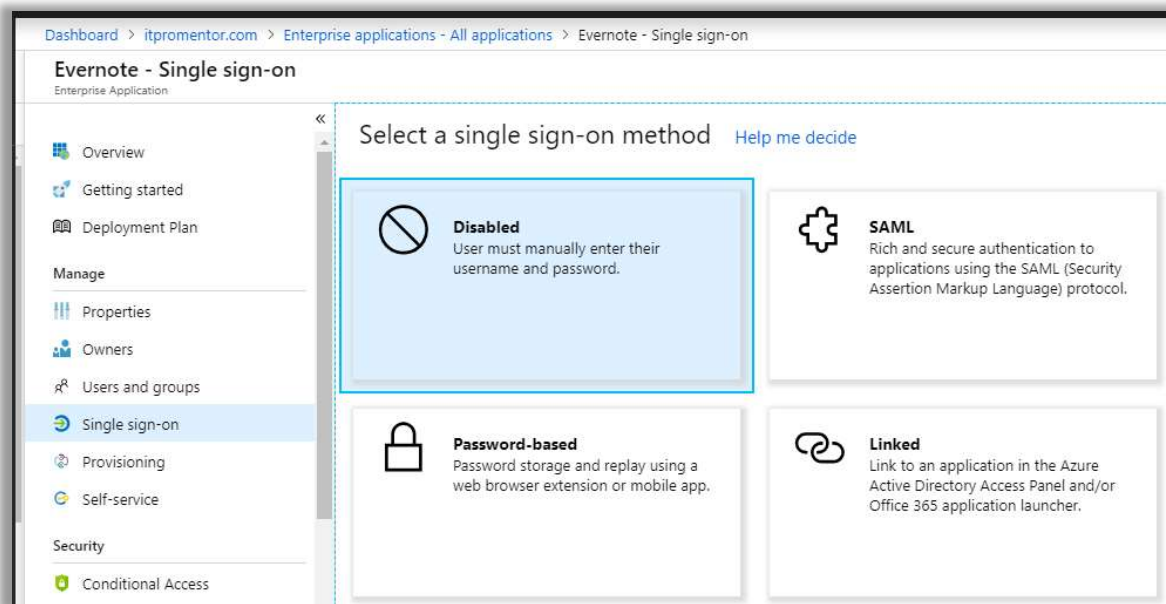 Dashboard > itpromentor.com > Enterprise applications - All applications > Evernote - Single sign-on
Evernote - Single sign-on
Enterprise Application
«
Overview
Getting started
Deployment Plan
Manage
Properties
Owners
Users and groups
Single sign-on
Provisioning
Self-service
Security
Conditional Access
Select a single sign-on method Help me decide
Disabled
User must manually enter their
username and password.
SAML
Rich and secure authentication to
applications using the SAML (Security
Assertion Markup Language) protocol.
Password-based
Password storage and replay using a
web browser extension or mobile app.
Linked
Link to an application in the Azure
Active Directory Access Panel and/or
Office 365 application launcher.